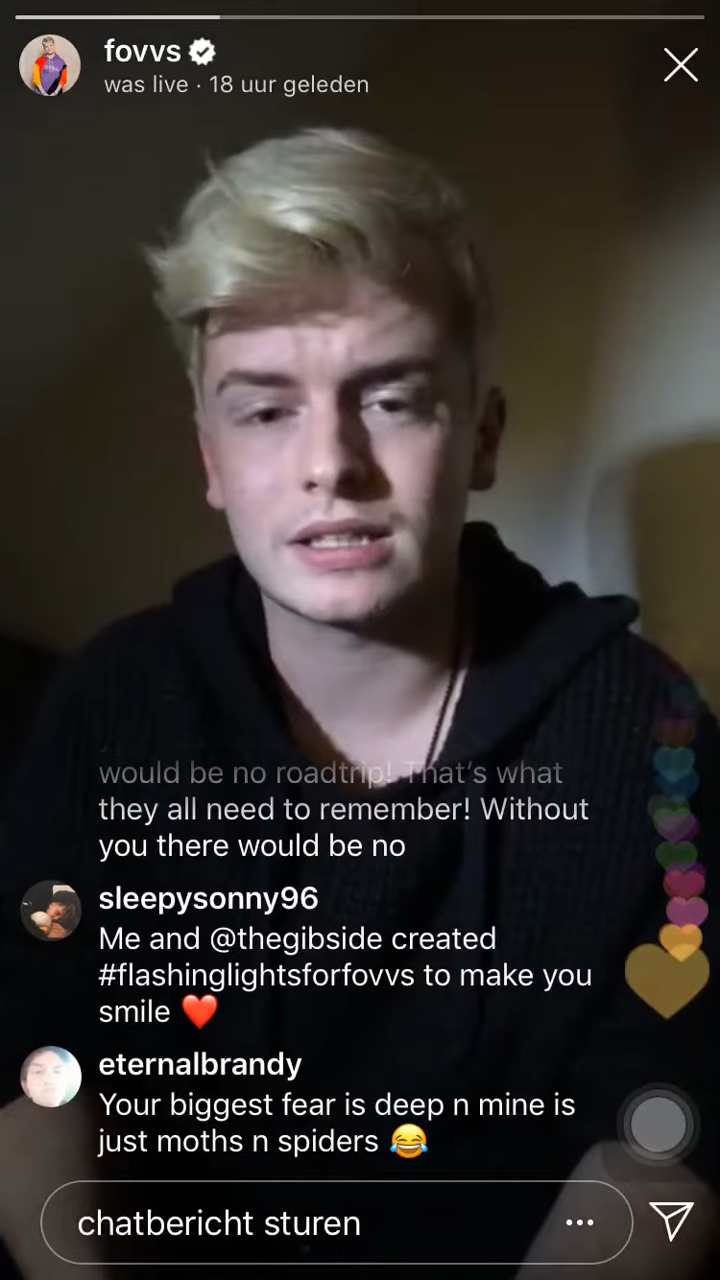 fovvs
was live · 18 uur geleden
would be no roadtrip! That's what
they all need to remember! Without
you there would be no
sleepysonny96
Me and @thegibside created
#flashinglightsforfovvs to make you
smile ❤️
eternalbrandy
Your biggest fear is deep n mine is
just moths n spiders 😂
chatbericht sturen